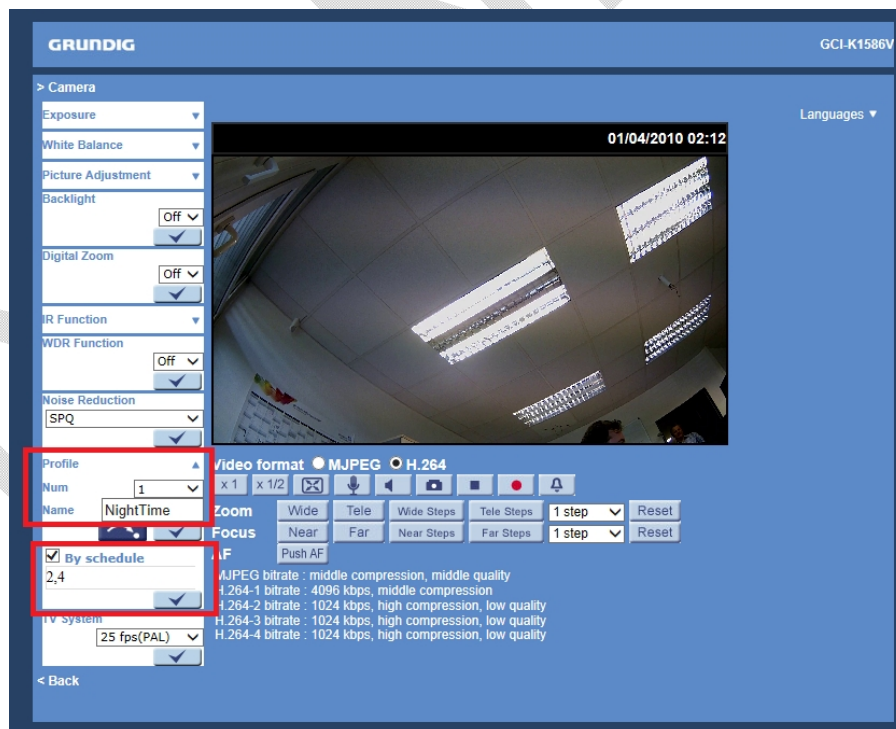 GRUNDIG
GCI-K1586V
> Camera
Languages ▼
Exposure ▼
White Balance ▼
Picture Adjustment ▼
Backlight
Off
Digital Zoom
Off
IR Function ▼
WDR Function
Off
Noise Reduction
SPQ
Profile ▲
Num 1
Name NightTime
By schedule
2,4
TV System
25 fps(PAL)
< Back
01/04/2010 02:12
Video format MJPEG H.264
x 1 x 1/2
Zoom Wide Tele Wide Steps Tele Steps 1 step Reset
Focus Near Far Near Steps Far Steps 1 step Reset
AF Push AF
MJPEG bitrate : middle compression, middle quality
H.264-1 bitrate : 4096 kbps, middle compression
H.264-2 bitrate : 1024 kbps, high compression, low quality
H.264-3 bitrate : 1024 kbps, high compression, low quality
H.264-4 bitrate : 1024 kbps, high compression, low quality